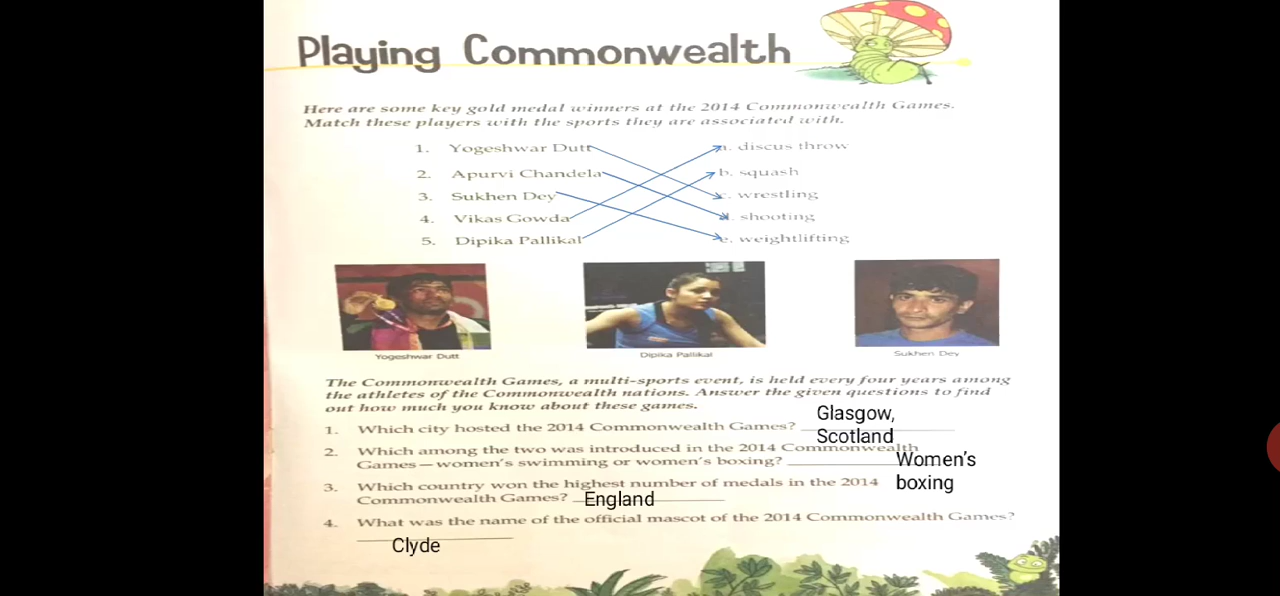 Playing Commonwealth
Here are some key gold medal winners at the 2014 Commonwealth Games.
Match these players with the sports they are associated with.
1. Yogeshwar Dutt a. discus throw
2. Apurvi Chandela b. squash
3. Sukhen Dey c. wrestling
4. Vikas Gowda d. shooting
5. Dipika Pallikal e. weightlifting
Yogeshwar Dutt Dipika Pallikal Sukhen Dey
The Commonwealth Games, a multi-sports event, is held every four years among
the athletes of the Commonwealth nations. Answer the given questions to find
out how much you know about these games.
1. Which city hosted the 2014 Commonwealth Games? Glasgow,
Scotland
2. Which among the two was introduced in the 2014 Commonwealth
Games—women's swimming or women's boxing? Women's
boxing
3. Which country won the highest number of medals in the 2014
Commonwealth Games? England
4. What was the name of the official mascot of the 2014 Commonwealth Games?
Clyde